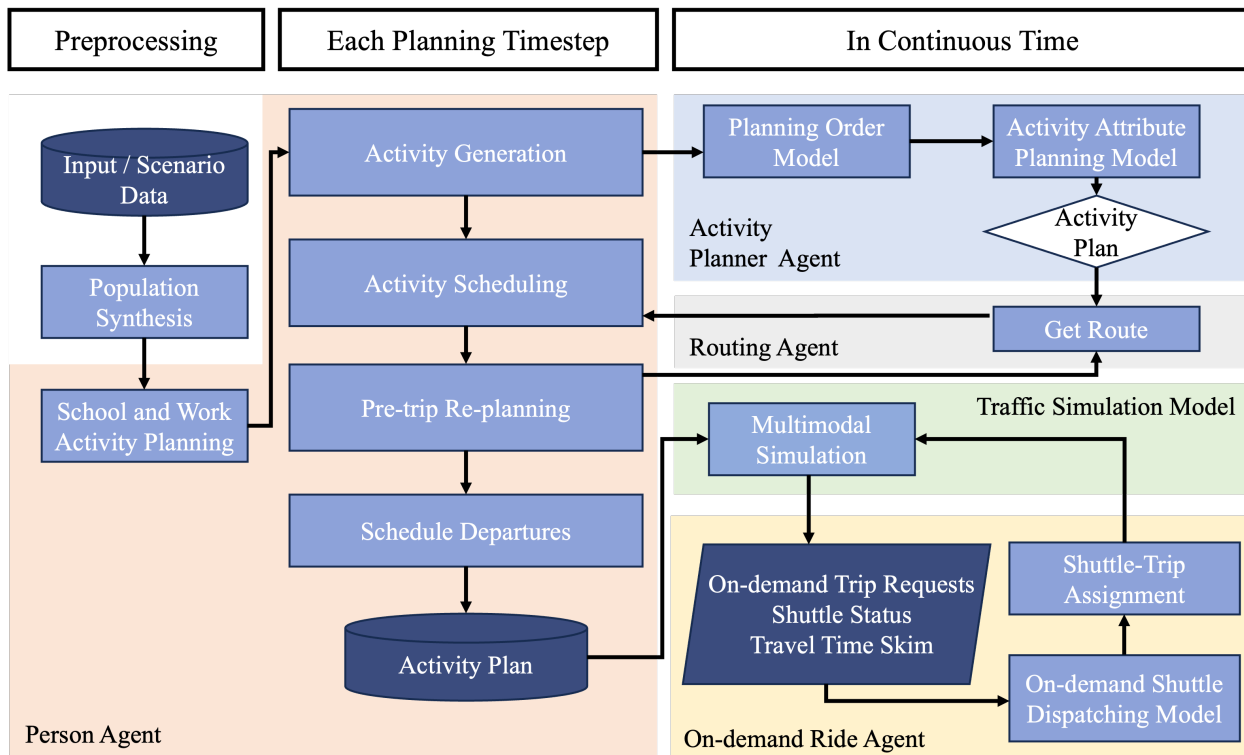 Preprocessing
Each Planning Timestep
In Continuous Time
Input / Scenario
Data
Population
Synthesis
School and Work
Activity Planning
Activity Generation
Activity Scheduling
Pre-trip Re-planning
Schedule Departures
Activity Plan
Person Agent
Planning Order
Model
Activity Attribute
Planning Model
Activity
Plan
Activity
Planner Agent
Get Route
Routing Agent
Traffic Simulation Model
Multimodal
Simulation
On-demand Trip Requests
Shuttle Status
Travel Time Skim
Shuttle-Trip
Assignment
On-demand Shuttle
Dispatching Model
On-demand Ride Agent